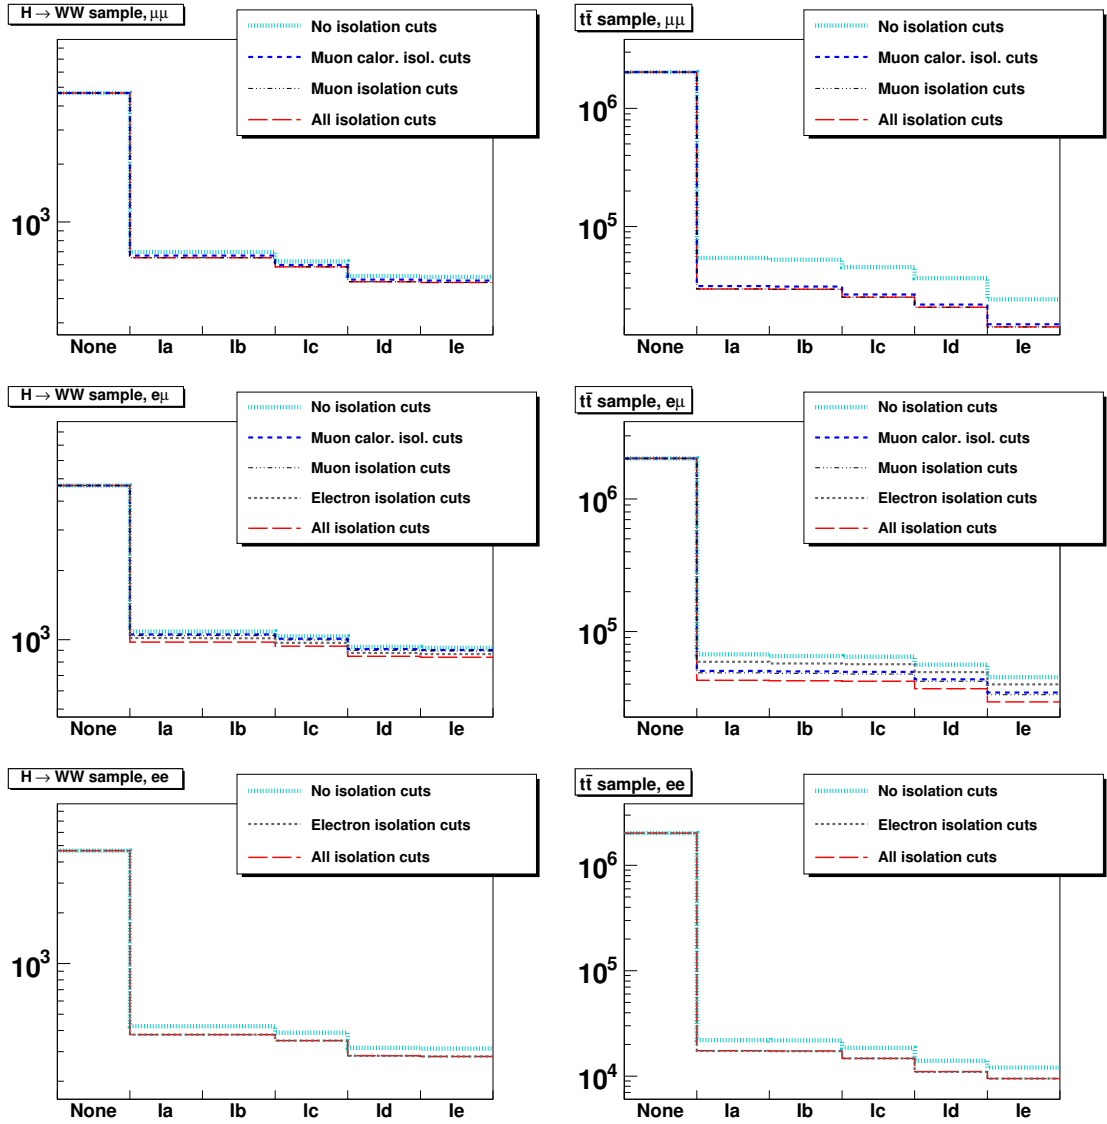 H → WW sample, μμ
No isolation cuts
Muon calor. isol. cuts
Muon isolation cuts
All isolation cuts
10³
None Ia Ib Ic Id Ie
tt̄ sample, μμ
No isolation cuts
Muon calor. isol. cuts
Muon isolation cuts
All isolation cuts
10⁶
10⁵
None Ia Ib Ic Id Ie
H → WW sample, eμ
No isolation cuts
Muon calor. isol. cuts
Muon isolation cuts
Electron isolation cuts
All isolation cuts
10³
None Ia Ib Ic Id Ie
tt̄ sample, eμ
No isolation cuts
Muon calor. isol. cuts
Muon isolation cuts
Electron isolation cuts
All isolation cuts
10⁶
10⁵
None Ia Ib Ic Id Ie
H → WW sample, ee
No isolation cuts
Electron isolation cuts
All isolation cuts
10³
None Ia Ib Ic Id Ie
tt̄ sample, ee
No isolation cuts
Electron isolation cuts
All isolation cuts
10⁶
10⁵
10⁴
None Ia Ib Ic Id Ie